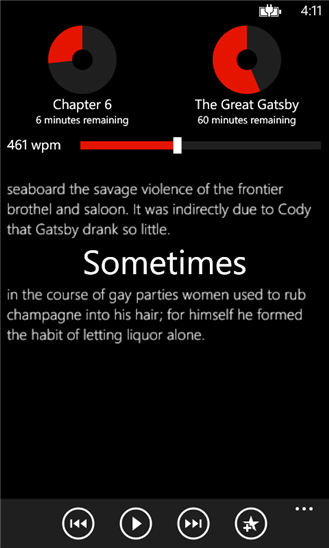 4:11
Chapter 6
6 minutes remaining
The Great Gatsby
60 minutes remaining
461 wpm
seaboard the savage violence of the frontier
brothel and saloon. It was indirectly due to Cody
that Gatsby drank so little.
Sometimes
in the course of gay parties women used to rub
champagne into his hair; for himself he formed
the habit of letting liquor alone.